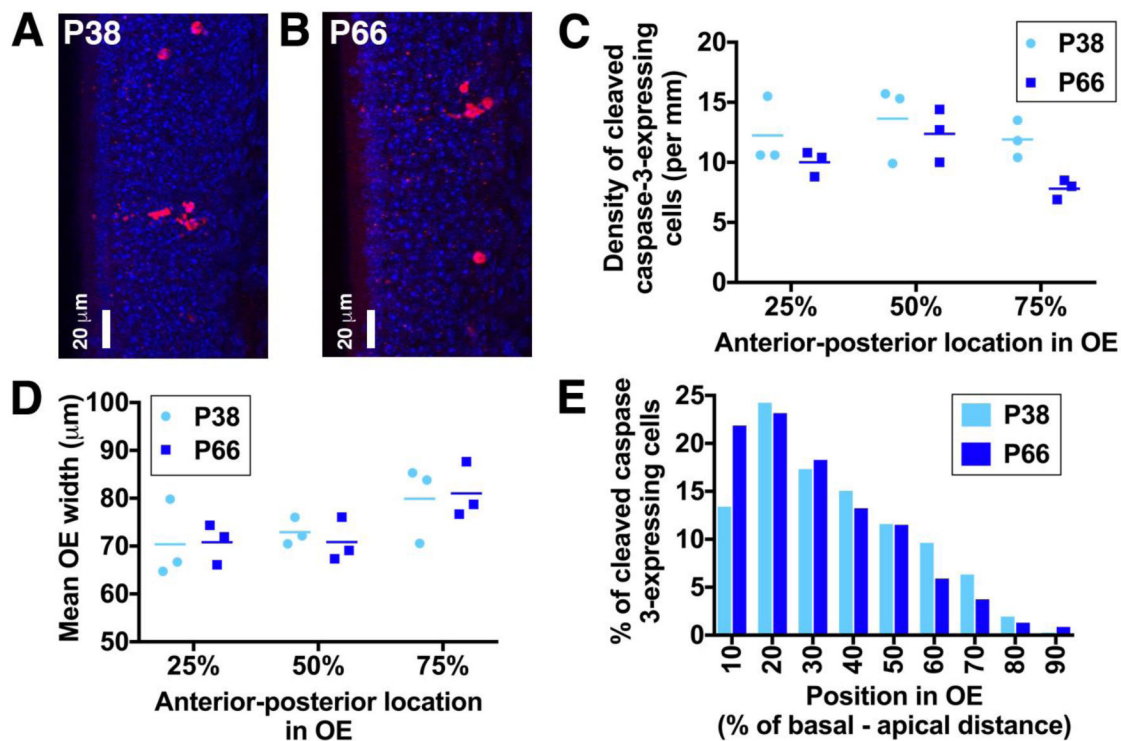 A
P38
20 μm
B
P66
20 μm
C
Density of cleaved
caspase-3-expressing
cells (per mm)
20
15
10
5
0
P38
P66
25%
50%
75%
Anterior-posterior location in OE
D
Mean OE width (μm)
100
90
80
70
60
50
P38
P66
25%
50%
75%
Anterior-posterior location
in OE
E
% of cleaved caspase
3-expressing cells
25
20
15
10
5
0
P38
P66
10
20
30
40
50
60
70
80
90
Position in OE
(% of basal - apical distance)